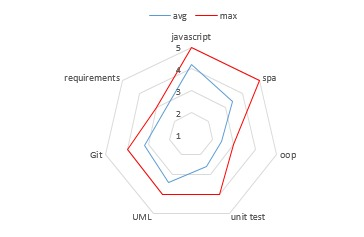 avg max
javascript
5
4
requirements spa
3
2
1
Git oop
UML unit test